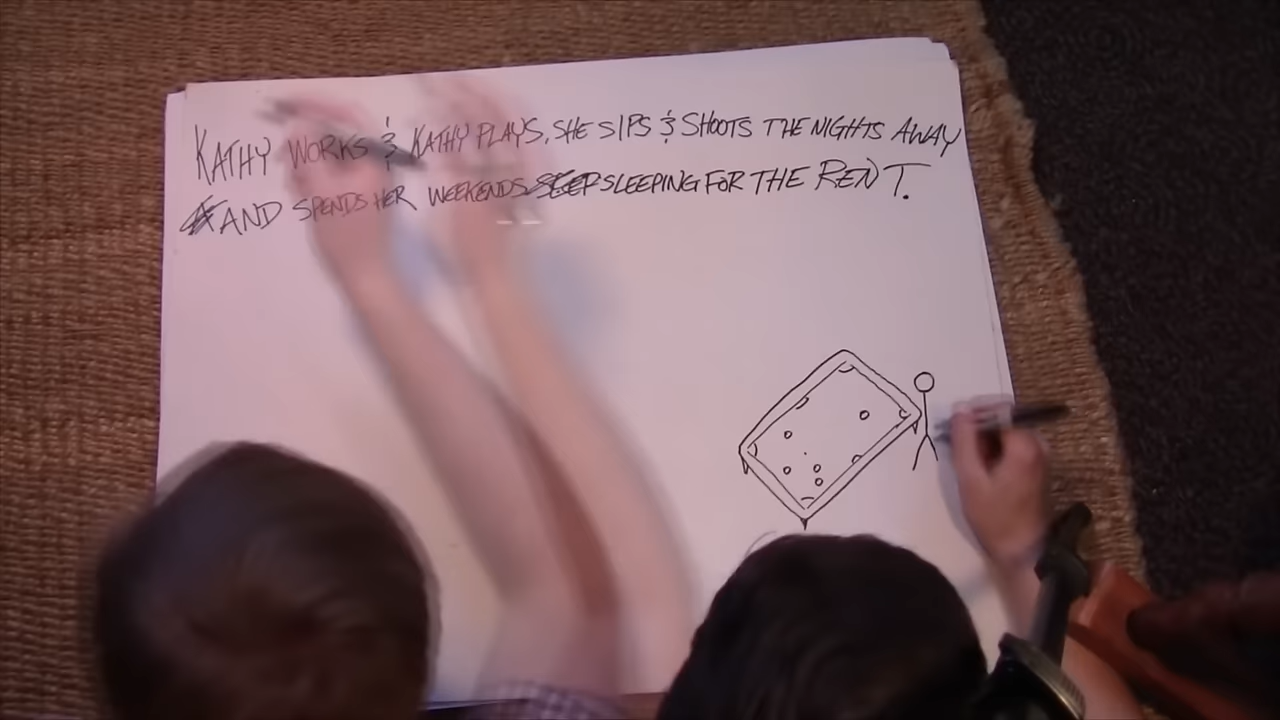 KATHY WORKS & KATHY PLAYS, SHE SIPS & SHOOTS THE NIGHTS AWAY
AND SPENDS HER WEEKENDS SLEEPING FOR THE RENT.